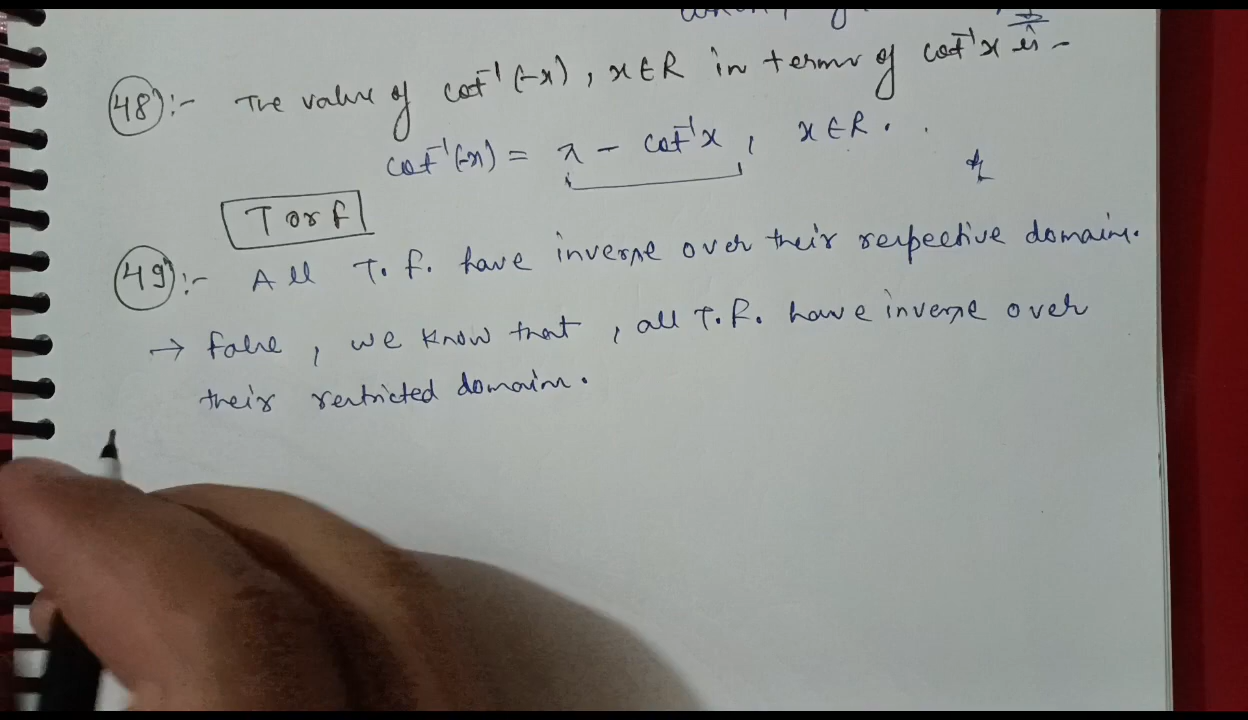 48 :- The value of cot⁻¹(-x), x∈R in terms of cot⁻¹x is -
cot⁻¹(-x) = π - cot⁻¹x, x∈R.
T or F
49 :- All T. F. have inverse over their respective domains.
→ false, we know that, all T.F. have inverse over
their restricted domains.